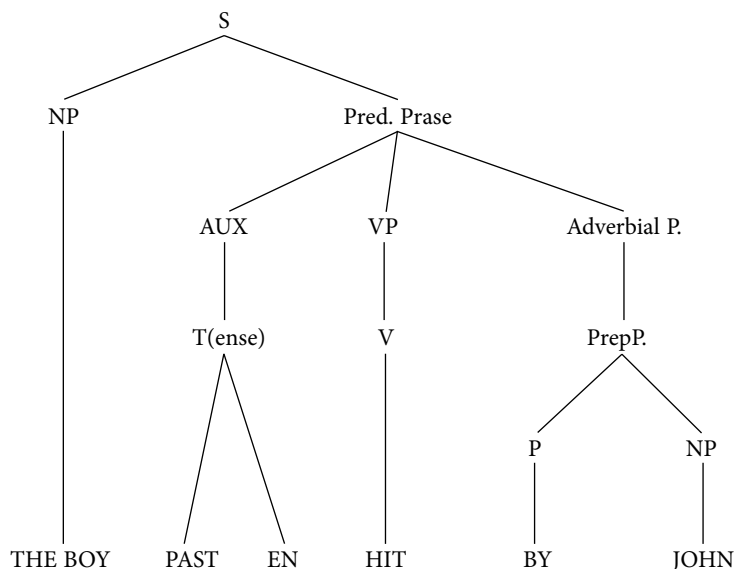 S
NP Pred. Prase
AUX VP Adverbial P.
T(ense) V PrepP.
P NP
THE BOY PAST EN HIT BY JOHN